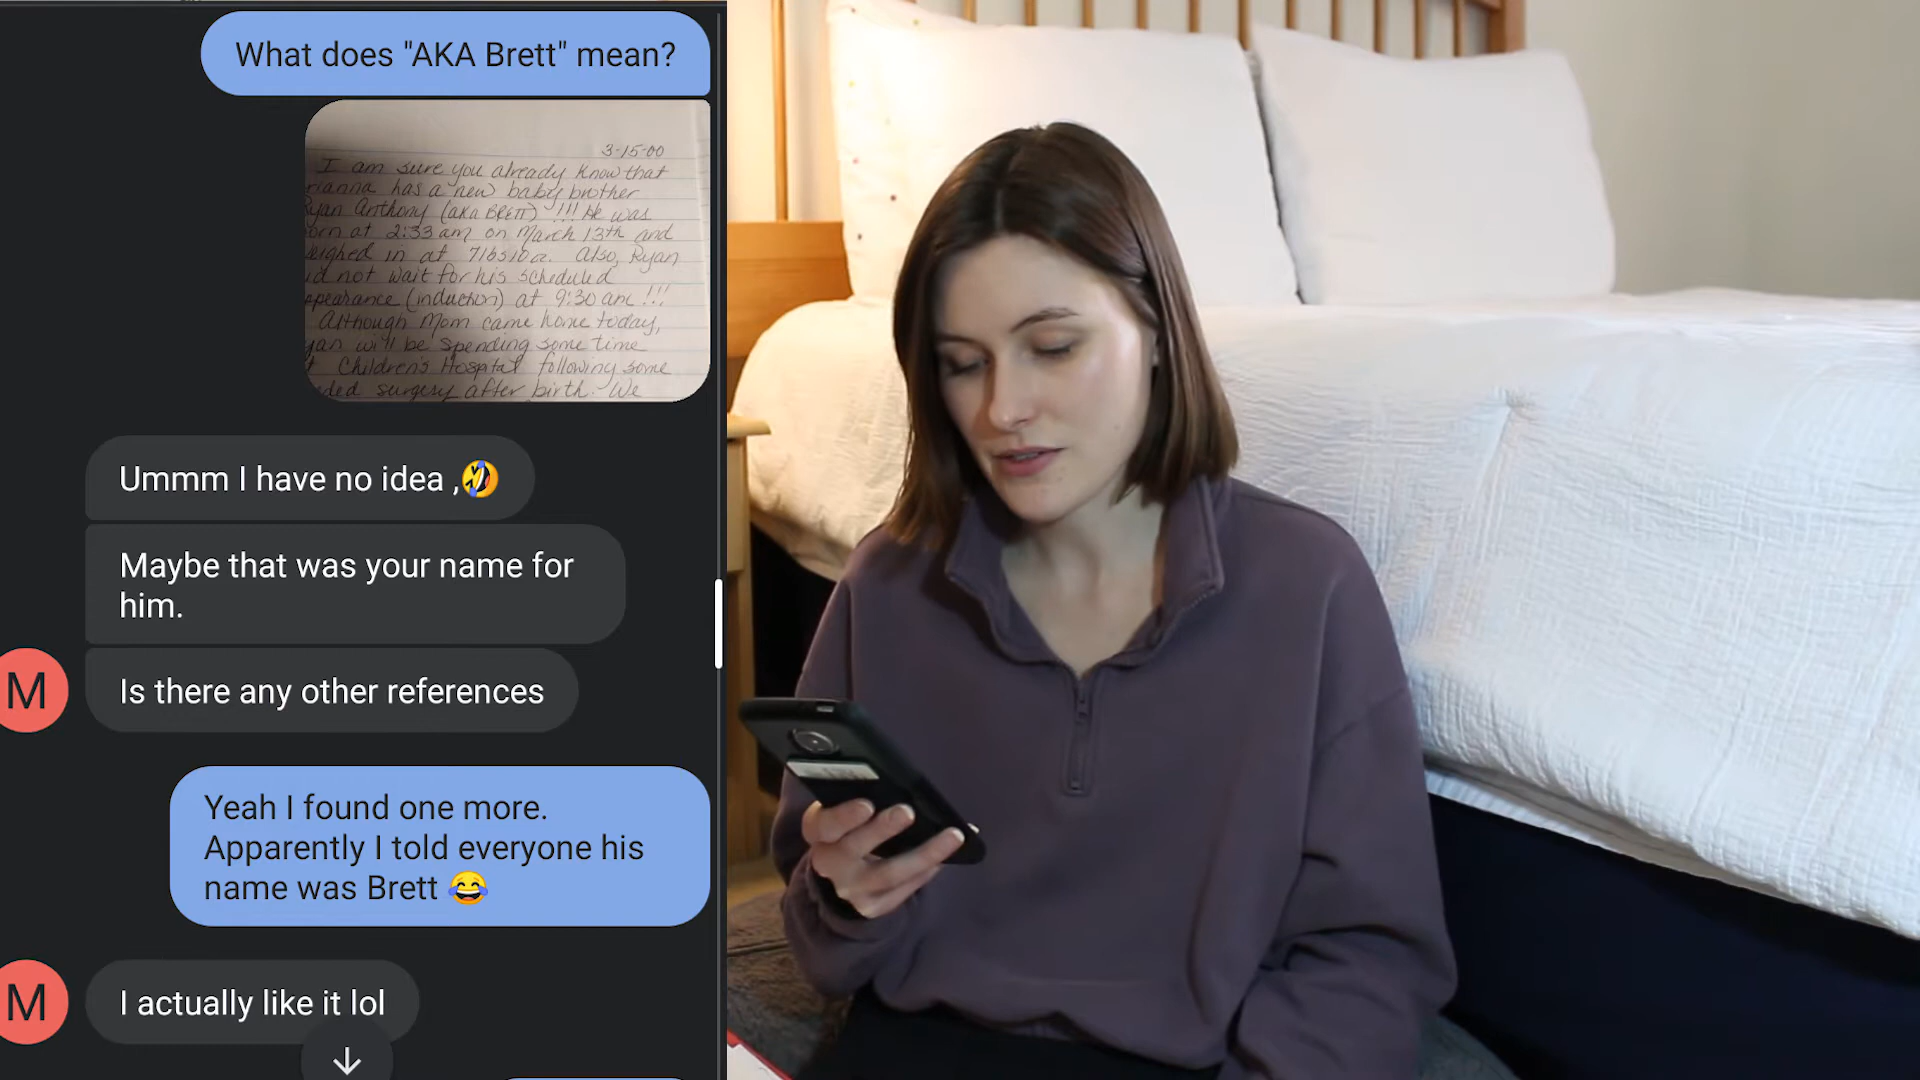 What does "AKA Brett" mean?
3-15-00
I am sure you already know that
rianna has a new baby brother
Ryan Anthony (aka BRETT) !!! He was
orn at 2:33 am on March 13th and
eighed in at 7lbs 10oz. Also, Ryan
id not wait for his scheduled
ppearance (induction) at 9:30 am !!!
Although Mom came home today,
yan will be spending some time
t Children's Hospital following some
ded surgery after birth. We
Ummm I have no idea ,🤣
Maybe that was your name for
him.
M
Is there any other references
Yeah I found one more.
Apparently I told everyone his
name was Brett 😂
M
I actually like it lol